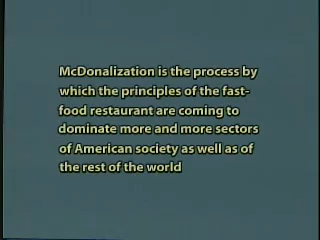 McDonalization is the process by
which the principles of the fast-
food restaurant are coming to
dominate more and more sectors
of American society as well as of
the rest of the world